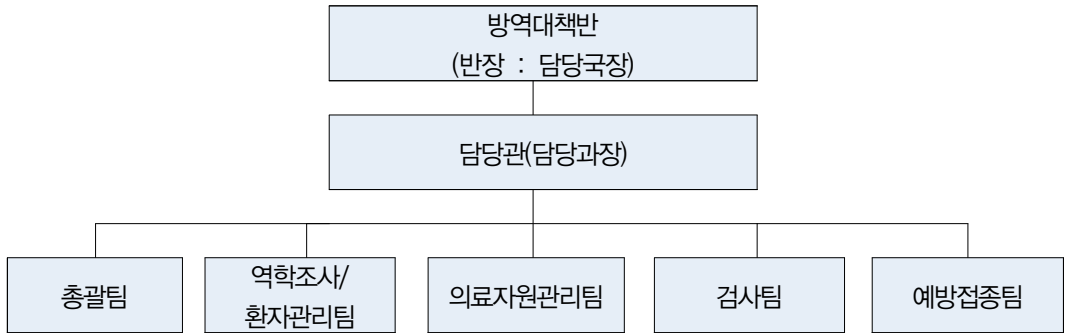 방역대책반
(반장 : 담당국장)
담당관(담당과장)
총괄팀
역학조사/
환자관리팀
의료자원관리팀
검사팀
예방접종팀